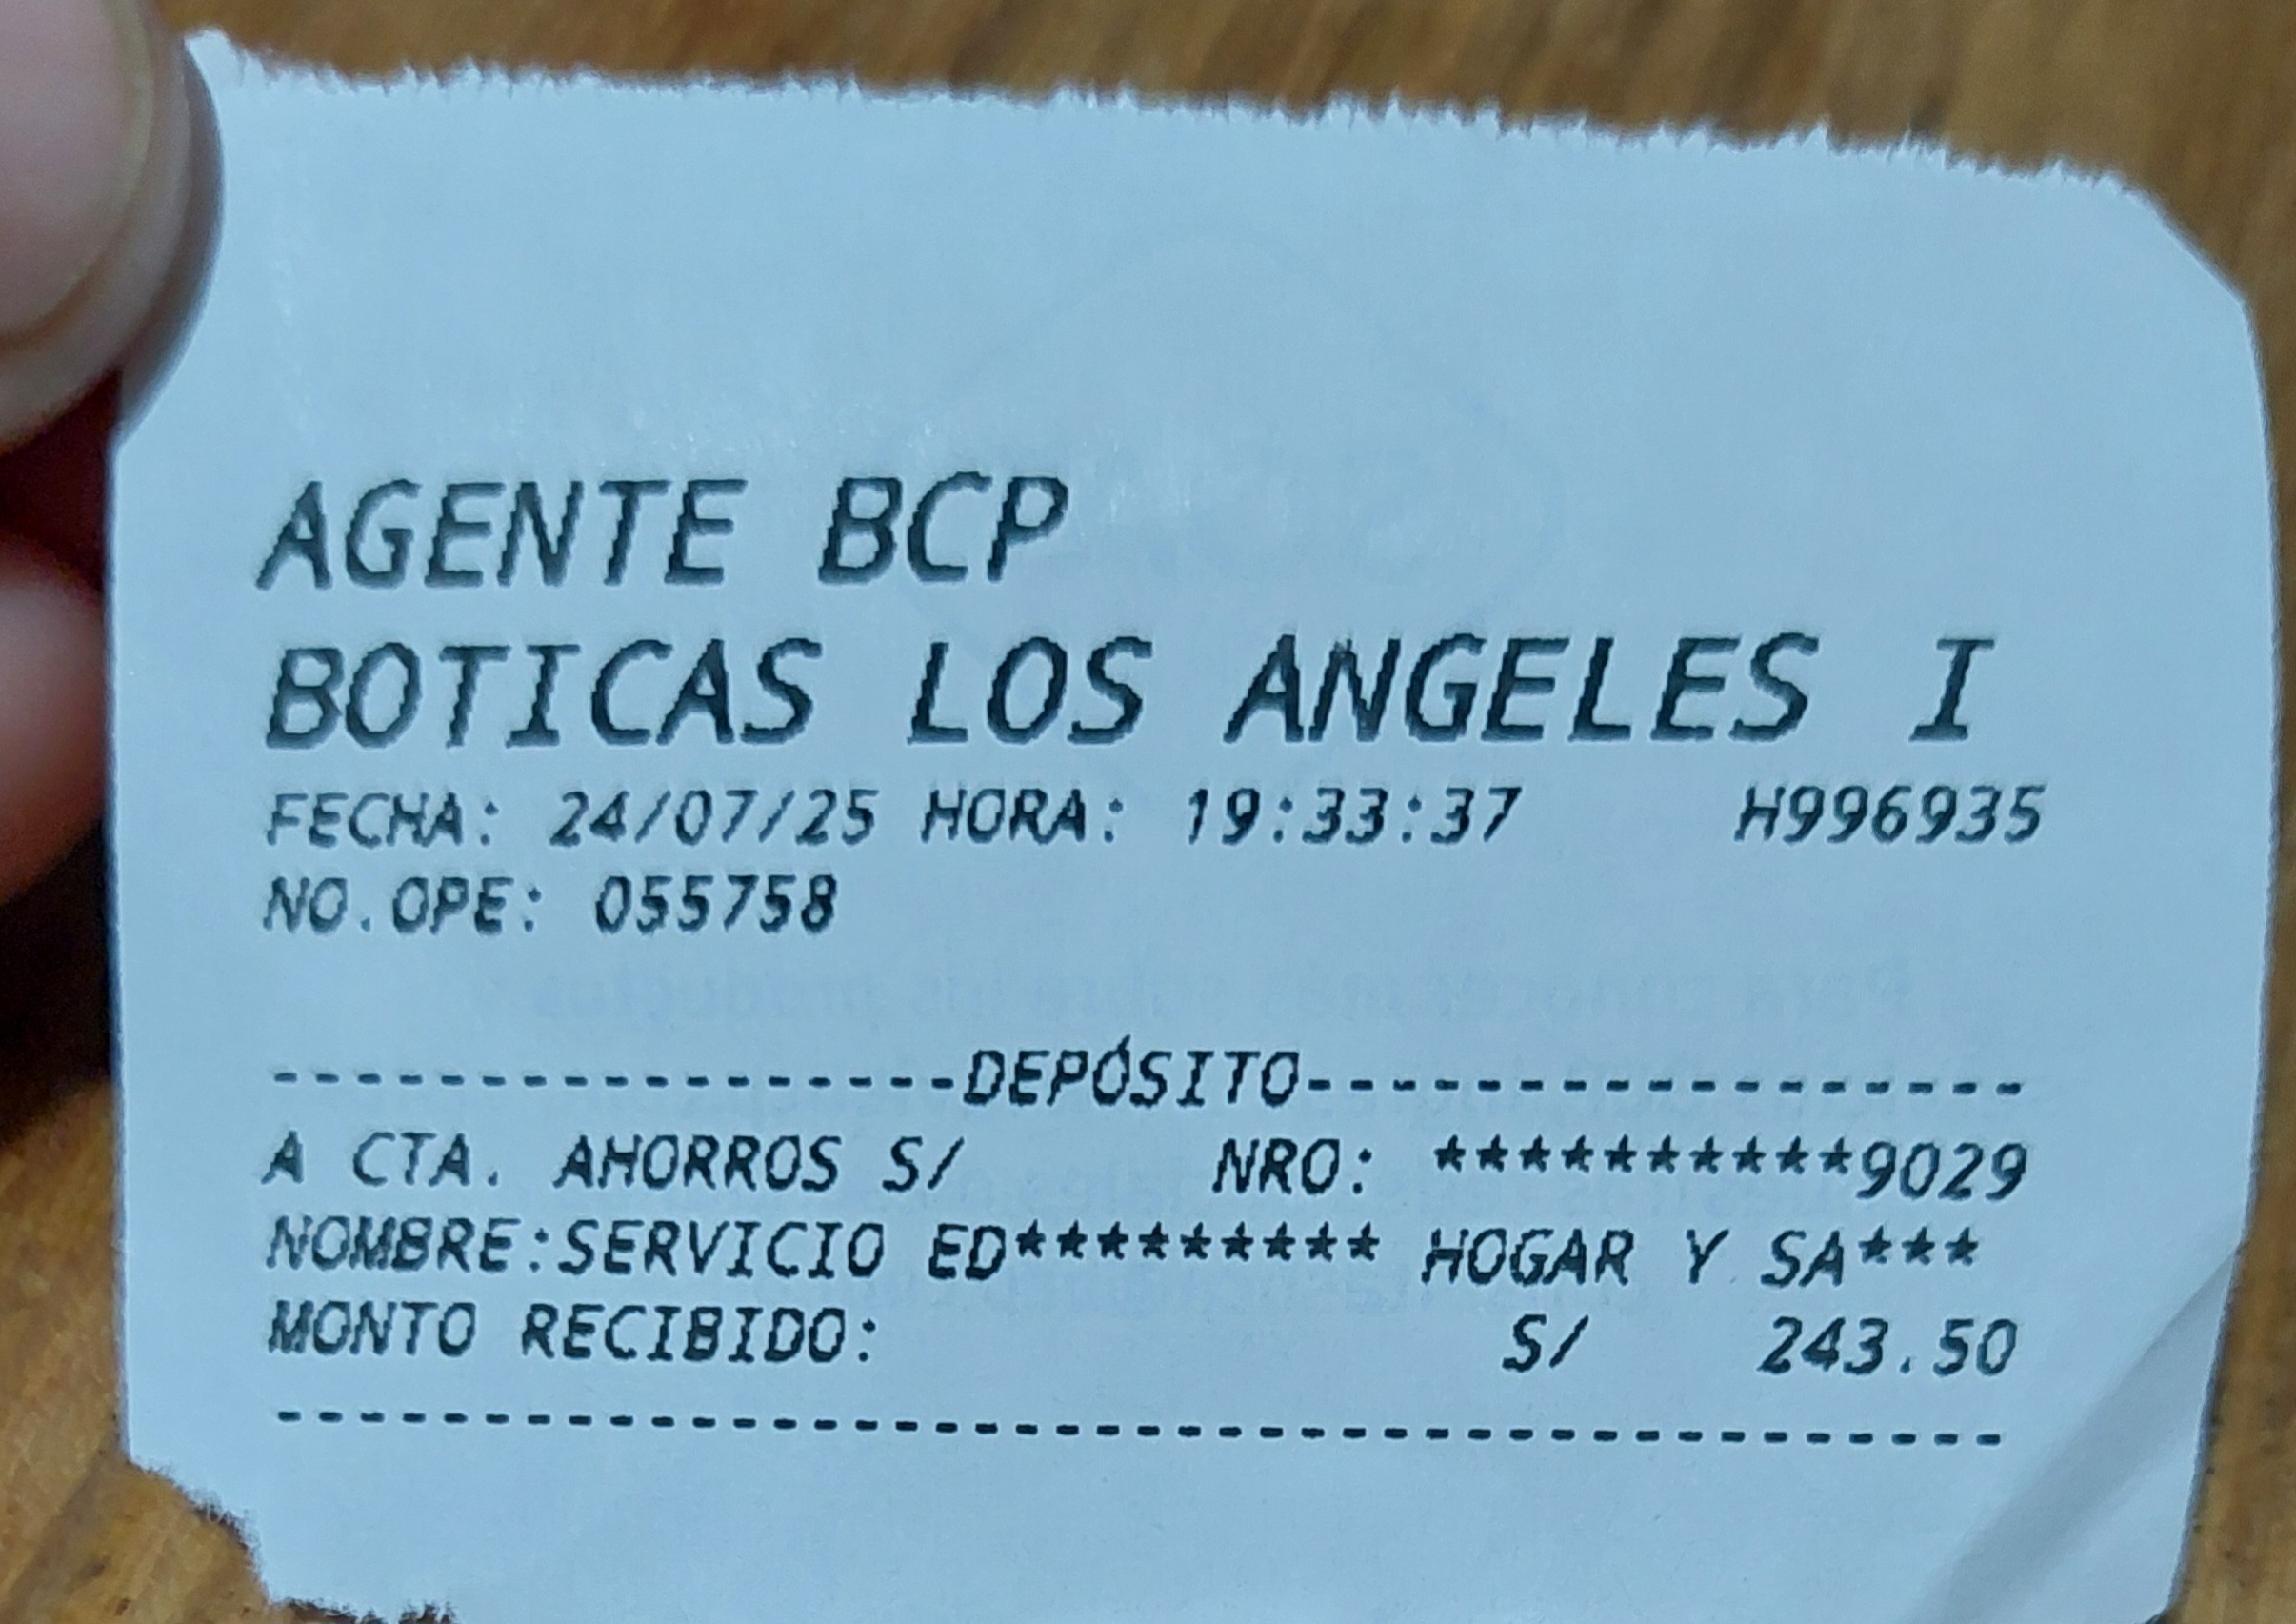 AGENTE BCP
BOTICAS LOS ANGELES I
FECHA: 24/07/25 HORA: 19:33:37 H996935
NO.OPE: 055758
-----------------DEPÓSITO------------------
A CTA. AHORROS S/ NRO: **********9029
NOMBRE:SERVICIO ED********* HOGAR Y SA***
MONTO RECIBIDO: S/ 243.50
------------------------------------------